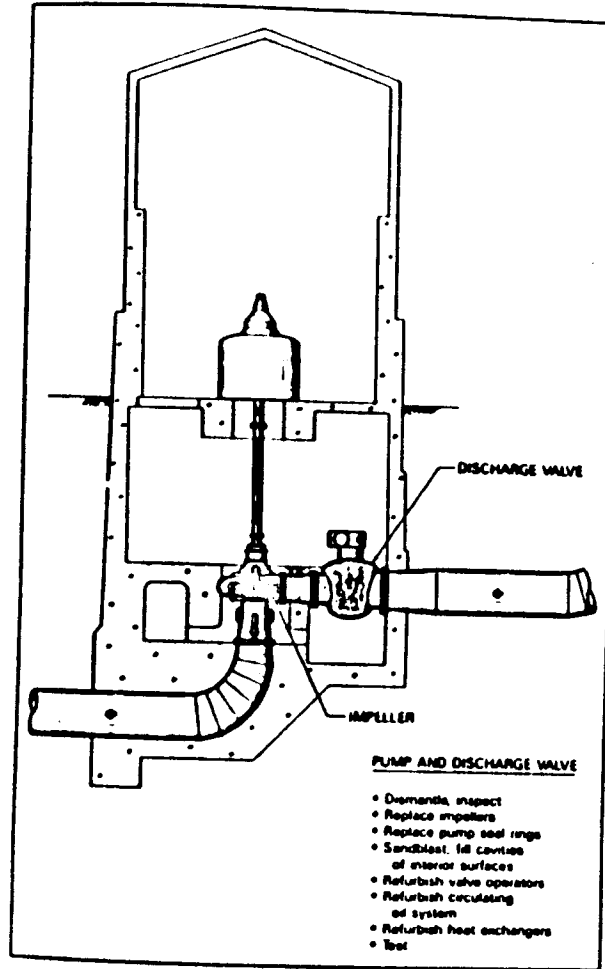 DISCHARGE VALVE
IMPELLER
PUMP AND DISCHARGE VALVE
• Dismantle, inspect
• Replace impellers
• Replace pump seal rings
• Sandblast, fill cavities
of interior surfaces
• Refurbish valve operators
• Refurbish circulating
oil system
• Refurbish heat exchangers
• Test